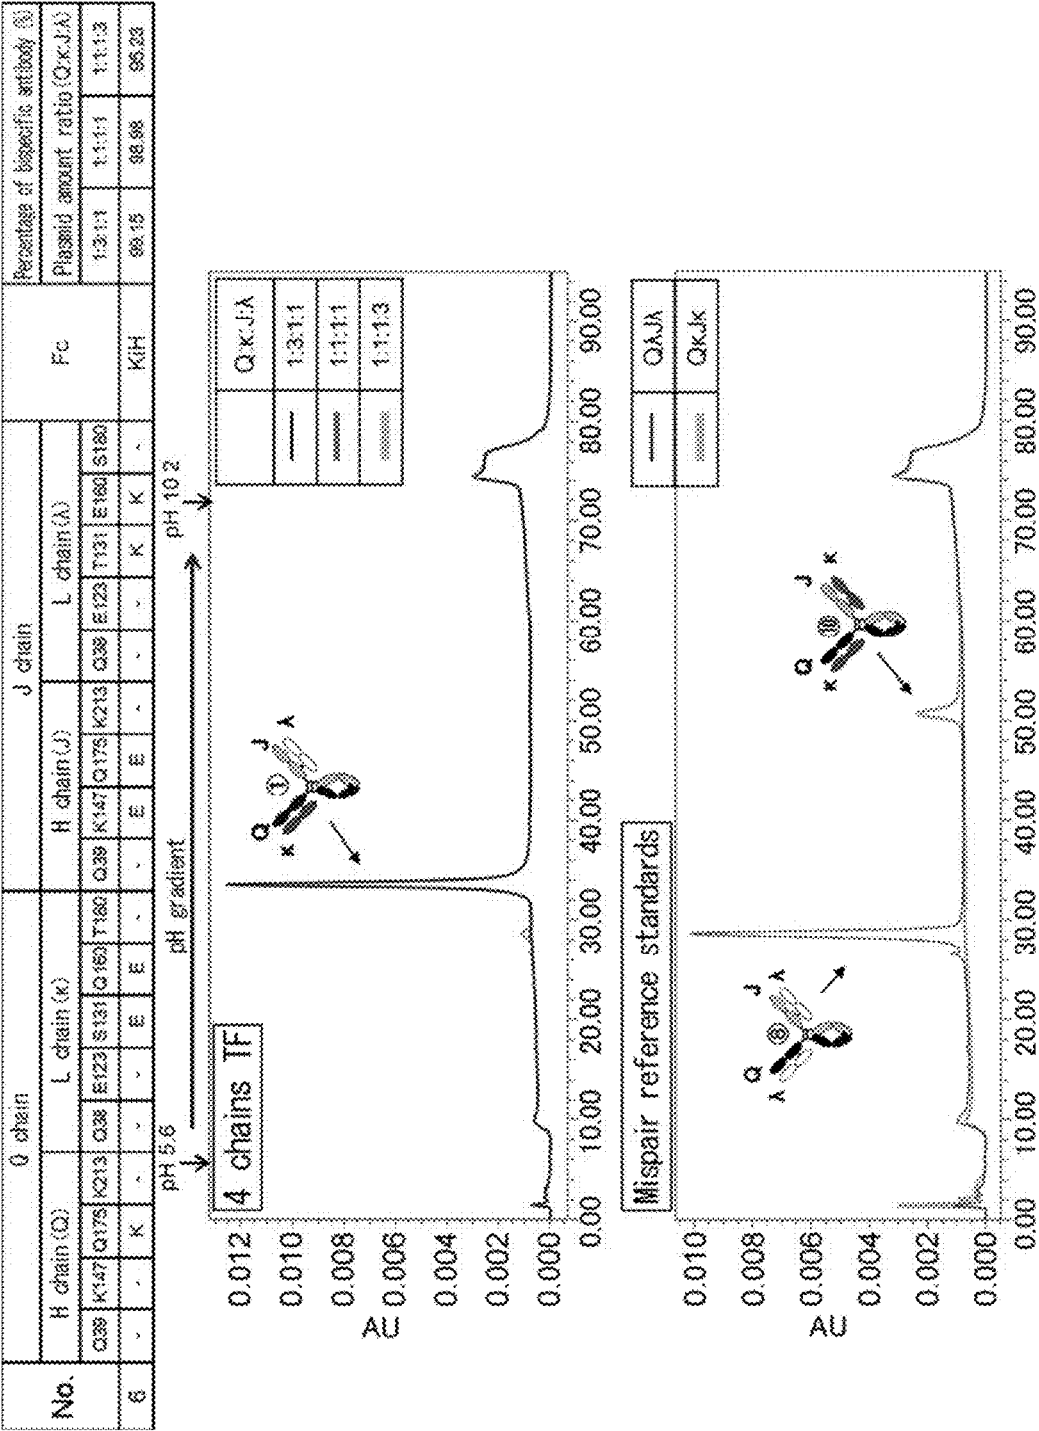 No. Q chain J chain Fc Percentage of bispecific antibody (%)
H chain (Q) L chain (κ) H chain (J) L chain (λ) Plasmid amount ratio (Q:κ:J:λ)
Q39 K147 Q175 K213 Q38 E123 S131 Q160 T180 Q39 K147 Q175 K213 Q38 E123 T131 E160 S180 1:3:1:1 1:1:1:1 1:1:1:3
6 - - K - - - E E - - E E - - - K K - KiH 98.98 95.23
pH 5.6 pH gradient pH 10.2
4 chains TF
Q:κ:J:λ
1:3:1:1
1:1:1:1
1:1:1:3
Q J
① 
κ λ
AU
0.012
0.010
0.008
0.006
0.004
0.002
0.000
0.00 10.00 20.00 30.00 40.00 50.00 60.00 70.00 80.00 90.00
Mispair reference standards
QλJλ
QκJκ
Q J
⑧
λ λ
Q J
⑩
κ κ
AU
0.010
0.008
0.006
0.004
0.002
0.000
0.00 10.00 20.00 30.00 40.00 50.00 60.00 70.00 80.00 90.00